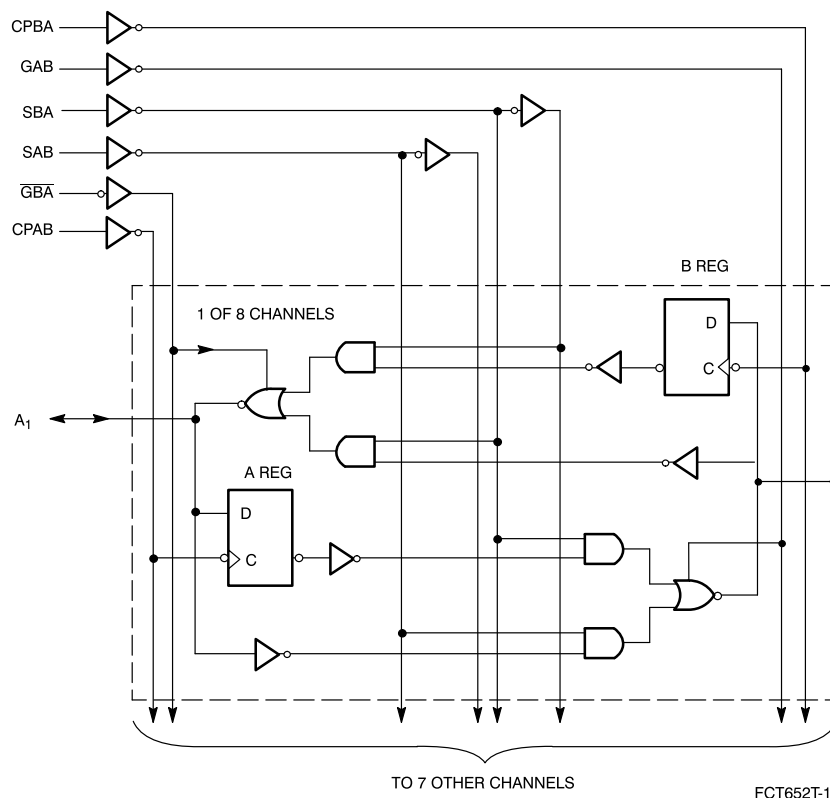 CPBA
GAB
SBA
SAB
GBA
CPAB
B REG
1 OF 8 CHANNELS
D
C
A1
A REG
D
C
TO 7 OTHER CHANNELS
FCT652T-1